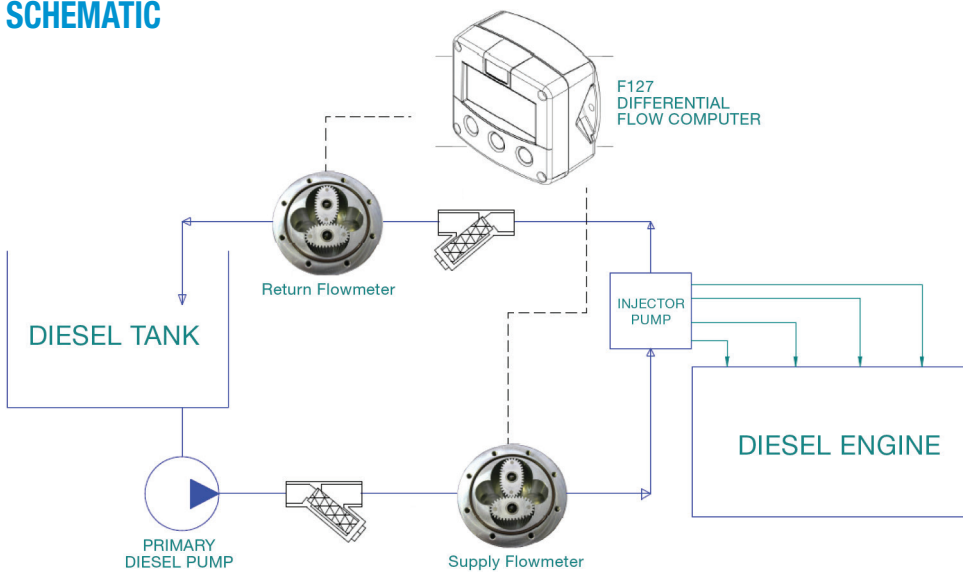 SCHEMATIC
F127
DIFFERENTIAL
FLOW COMPUTER
Return Flowmeter
INJECTOR
PUMP
DIESEL TANK
DIESEL ENGINE
PRIMARY
DIESEL PUMP
Supply Flowmeter